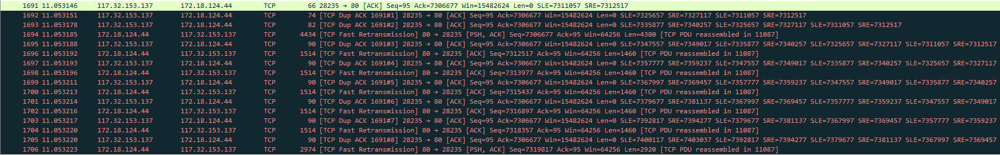 1691 11.053146 117.32.153.137 172.18.124.44 TCP 66 28235 → 80 [ACK] Seq=95 Ack=7306677 Win=15482624 Len=0 SLE=7311057 SRE=7312517
1692 11.053151 117.32.153.137 172.18.124.44 TCP 74 [TCP Dup ACK 1691#1] 28235 → 80 [ACK] Seq=95 Ack=7306677 Win=15482624 Len=0 SLE=7325657 SRE=7327117 SLE=7311057 SRE=7312517
1693 11.053178 117.32.153.137 172.18.124.44 TCP 82 [TCP Dup ACK 1691#2] 28235 → 80 [ACK] Seq=95 Ack=7306677 Win=15482624 Len=0 SLE=7335877 SRE=7340257 SLE=7325657 SRE=7327117 SLE=7311057 SRE=7312517
1694 11.053185 172.18.124.44 117.32.153.137 TCP 4434 [TCP Fast Retransmission] 80 → 28235 [PSH, ACK] Seq=7306677 Ack=95 Win=64256 Len=4380 [TCP PDU reassembled in 11087]
1695 11.053188 117.32.153.137 172.18.124.44 TCP 90 [TCP Dup ACK 1691#3] 28235 → 80 [ACK] Seq=95 Ack=7306677 Win=15482624 Len=0 SLE=7347557 SRE=7349017 SLE=7335877 SRE=7340257 SLE=7325657 SRE=7327117 SLE=7311057 SRE=7312517
1696 11.053192 172.18.124.44 117.32.153.137 TCP 1514 [TCP Fast Retransmission] 80 → 28235 [ACK] Seq=7312517 Ack=95 Win=64256 Len=1460 [TCP PDU reassembled in 11087]
1697 11.053193 117.32.153.137 172.18.124.44 TCP 90 [TCP Dup ACK 1691#4] 28235 → 80 [ACK] Seq=95 Ack=7306677 Win=15482624 Len=0 SLE=7357777 SRE=7359237 SLE=7347557 SRE=7349017 SLE=7335877 SRE=7340257 SLE=7325657 SRE=7327117
1698 11.053196 172.18.124.44 117.32.153.137 TCP 1514 [TCP Fast Retransmission] 80 → 28235 [ACK] Seq=7313977 Ack=95 Win=64256 Len=1460 [TCP PDU reassembled in 11087]
1699 11.053211 117.32.153.137 172.18.124.44 TCP 90 [TCP Dup ACK 1691#5] 28235 → 80 [ACK] Seq=95 Ack=7306677 Win=15482624 Len=0 SLE=7367997 SRE=7369457 SLE=7357777 SRE=7359237 SLE=7347557 SRE=7349017 SLE=7335877 SRE=7340257
1700 11.053213 172.18.124.44 117.32.153.137 TCP 1514 [TCP Fast Retransmission] 80 → 28235 [ACK] Seq=7315437 Ack=95 Win=64256 Len=1460 [TCP PDU reassembled in 11087]
1701 11.053214 117.32.153.137 172.18.124.44 TCP 90 [TCP Dup ACK 1691#6] 28235 → 80 [ACK] Seq=95 Ack=7306677 Win=15482624 Len=0 SLE=7379677 SRE=7381137 SLE=7367997 SRE=7369457 SLE=7357777 SRE=7359237 SLE=7347557 SRE=7349017
1702 11.053216 172.18.124.44 117.32.153.137 TCP 1514 [TCP Fast Retransmission] 80 → 28235 [ACK] Seq=7316897 Ack=95 Win=64256 Len=1460 [TCP PDU reassembled in 11087]
1703 11.053217 117.32.153.137 172.18.124.44 TCP 90 [TCP Dup ACK 1691#7] 28235 → 80 [ACK] Seq=95 Ack=7306677 Win=15482624 Len=0 SLE=7392817 SRE=7394277 SLE=7379677 SRE=7381137 SLE=7367997 SRE=7369457 SLE=7357777 SRE=7359237
1704 11.053220 172.18.124.44 117.32.153.137 TCP 1514 [TCP Fast Retransmission] 80 → 28235 [ACK] Seq=7318357 Ack=95 Win=64256 Len=1460 [TCP PDU reassembled in 11087]
1705 11.053220 117.32.153.137 172.18.124.44 TCP 90 [TCP Dup ACK 1691#8] 28235 → 80 [ACK] Seq=95 Ack=7306677 Win=15482624 Len=0 SLE=7400117 SRE=7403037 SLE=7392817 SRE=7394277 SLE=7379677 SRE=7381137 SLE=7367997 SRE=7369457
1706 11.053223 172.18.124.44 117.32.153.137 TCP 2974 [TCP Fast Retransmission] 80 → 28235 [PSH, ACK] Seq=7319817 Ack=95 Win=64256 Len=2920 [TCP PDU reassembled in 11087]